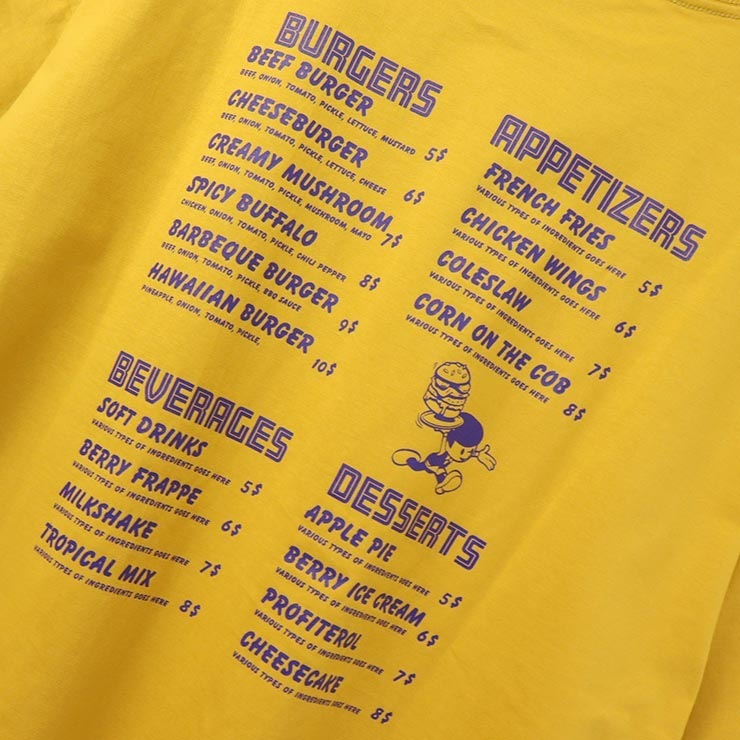 BURGERS
BEEF BURGER
BEEF, ONION, TOMATO, PICKLE, LETTUCE, MUSTARD 5$
CHEESEBURGER
BEEF, ONION, TOMATO, PICKLE, LETTUCE, CHEESE 6$
CREAMY MUSHROOM
BEEF, ONION, TOMATO, PICKLE, MUSHROOM, MAYO 7$
SPICY BUFFALO
CHICKEN, ONION, TOMATO, PICKLE, CHILI PEPPER 8$
BARBEQUE BURGER
BEEF, ONION, TOMATO, PICKLE, BBQ SAUCE 9$
HAWAIIAN BURGER
PINEAPPLE, ONION, TOMATO, PICKLE, 10$
APPETIZERS
FRENCH FRIES
VARIOUS TYPES OF INGREDIENTS GOES HERE 5$
CHICKEN WINGS
VARIOUS TYPES OF INGREDIENTS GOES HERE 6$
COLESLAW
VARIOUS TYPES OF INGREDIENTS GOES HERE 7$
CORN ON THE COB
VARIOUS TYPES OF INGREDIENTS GOES HERE 8$
BEVERAGES
SOFT DRINKS
VARIOUS TYPES OF INGREDIENTS GOES HERE 5$
BERRY FRAPPE
VARIOUS TYPES OF INGREDIENTS GOES HERE 6$
MILKSHAKE
VARIOUS TYPES OF INGREDIENTS GOES HERE 7$
TROPICAL MIX
VARIOUS TYPES OF INGREDIENTS GOES HERE 8$
DESSERTS
APPLE PIE
VARIOUS TYPES OF INGREDIENTS GOES HERE 5$
BERRY ICE CREAM
VARIOUS TYPES OF INGREDIENTS GOES HERE 6$
PROFITEROL
VARIOUS TYPES OF INGREDIENTS GOES HERE 7$
CHEESECAKE
VARIOUS TYPES OF INGREDIENTS GOES HERE 8$